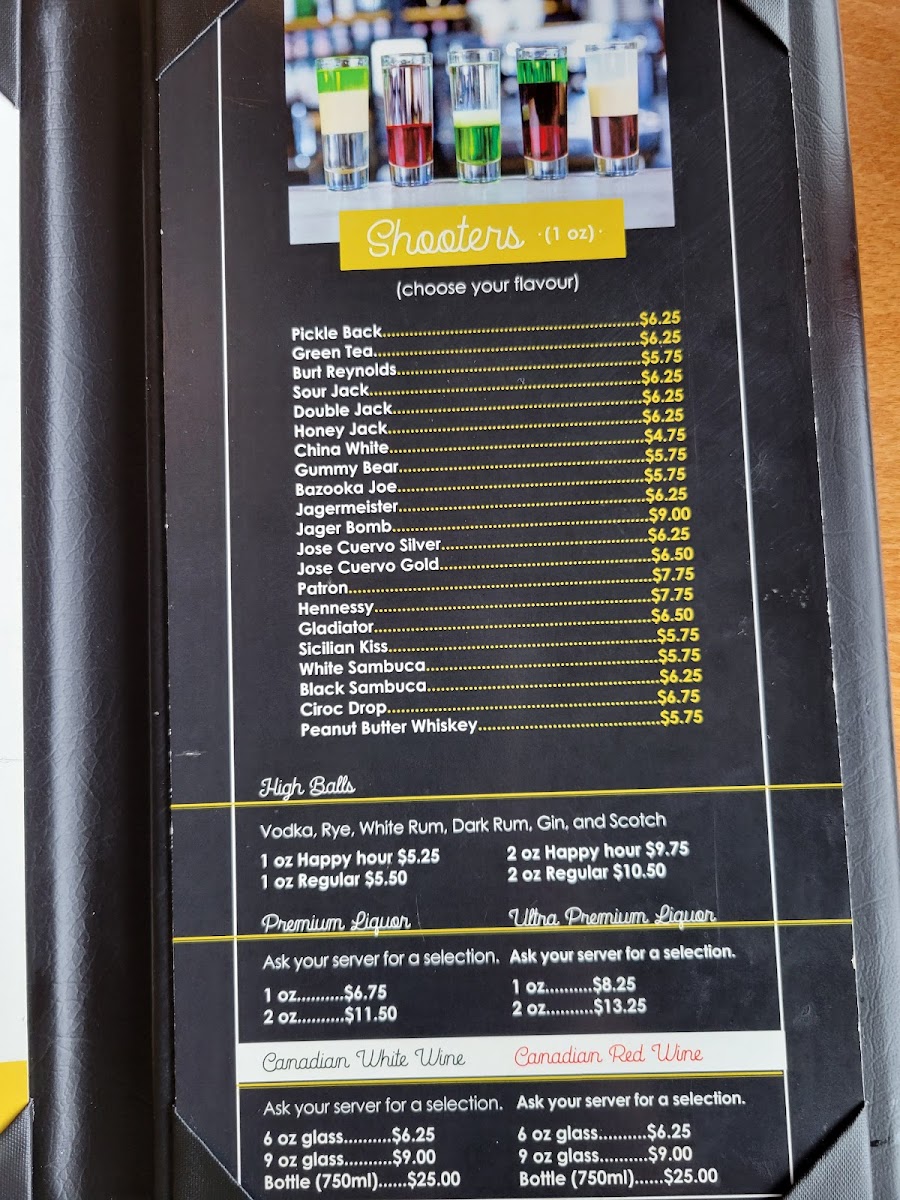 Shooters ·(1 oz)·
(choose your flavour)
Pickle Back..........$6.25
Green Tea..........$6.25
Burt Reynolds..........$5.75
Sour Jack..........$6.25
Double Jack..........$6.25
Honey Jack..........$6.25
China White..........$4.75
Gummy Bear..........$5.75
Bazooka Joe..........$5.75
Jagermeister..........$6.25
Jager Bomb..........$9.00
Jose Cuervo Silver..........$6.25
Jose Cuervo Gold..........$6.50
Patron..........$7.75
Hennessy..........$7.75
Gladiator..........$6.50
Sicilian Kiss..........$5.75
White Sambuca..........$5.75
Black Sambuca..........$6.25
Ciroc Drop..........$6.75
Peanut Butter Whiskey..........$5.75
High Balls
Vodka, Rye, White Rum, Dark Rum, Gin, and Scotch
1 oz Happy hour $5.25
1 oz Regular $5.50
2 oz Happy hour $9.75
2 oz Regular $10.50
Premium Liquor
Ask your server for a selection.
1 oz..........$6.75
2 oz..........$11.50
Ultra Premium Liquor
Ask your server for a selection.
1 oz..........$8.25
2 oz..........$13.25
Canadian White Wine
Ask your server for a selection.
6 oz glass..........$6.25
9 oz glass..........$9.00
Bottle (750ml)......$25.00
Canadian Red Wine
Ask your server for a selection.
6 oz glass..........$6.25
9 oz glass..........$9.00
Bottle (750ml)......$25.00